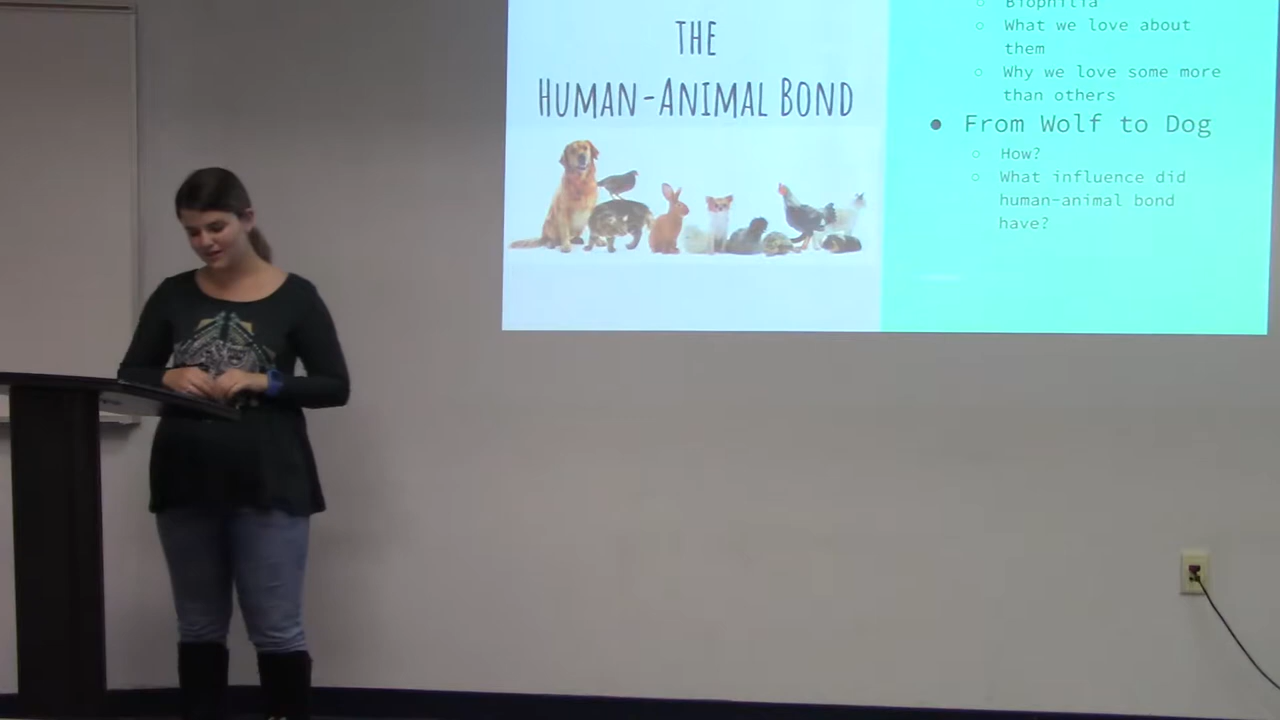 THE
HUMAN-ANIMAL BOND
○ Biophilia
○ What we love about
them
○ Why we love some more
than others
● From Wolf to Dog
○ How?
○ What influence did
human-animal bond
have?